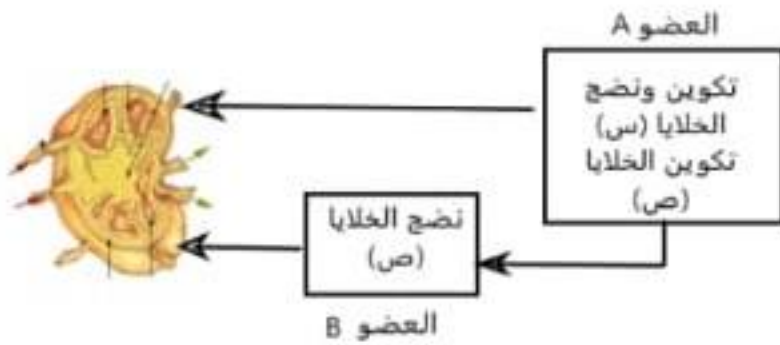 العضو A
تكوين ونضج
الخلايا (س)
تكوين الخلايا
(ص)
نضج الخلايا
(ص)
العضو B